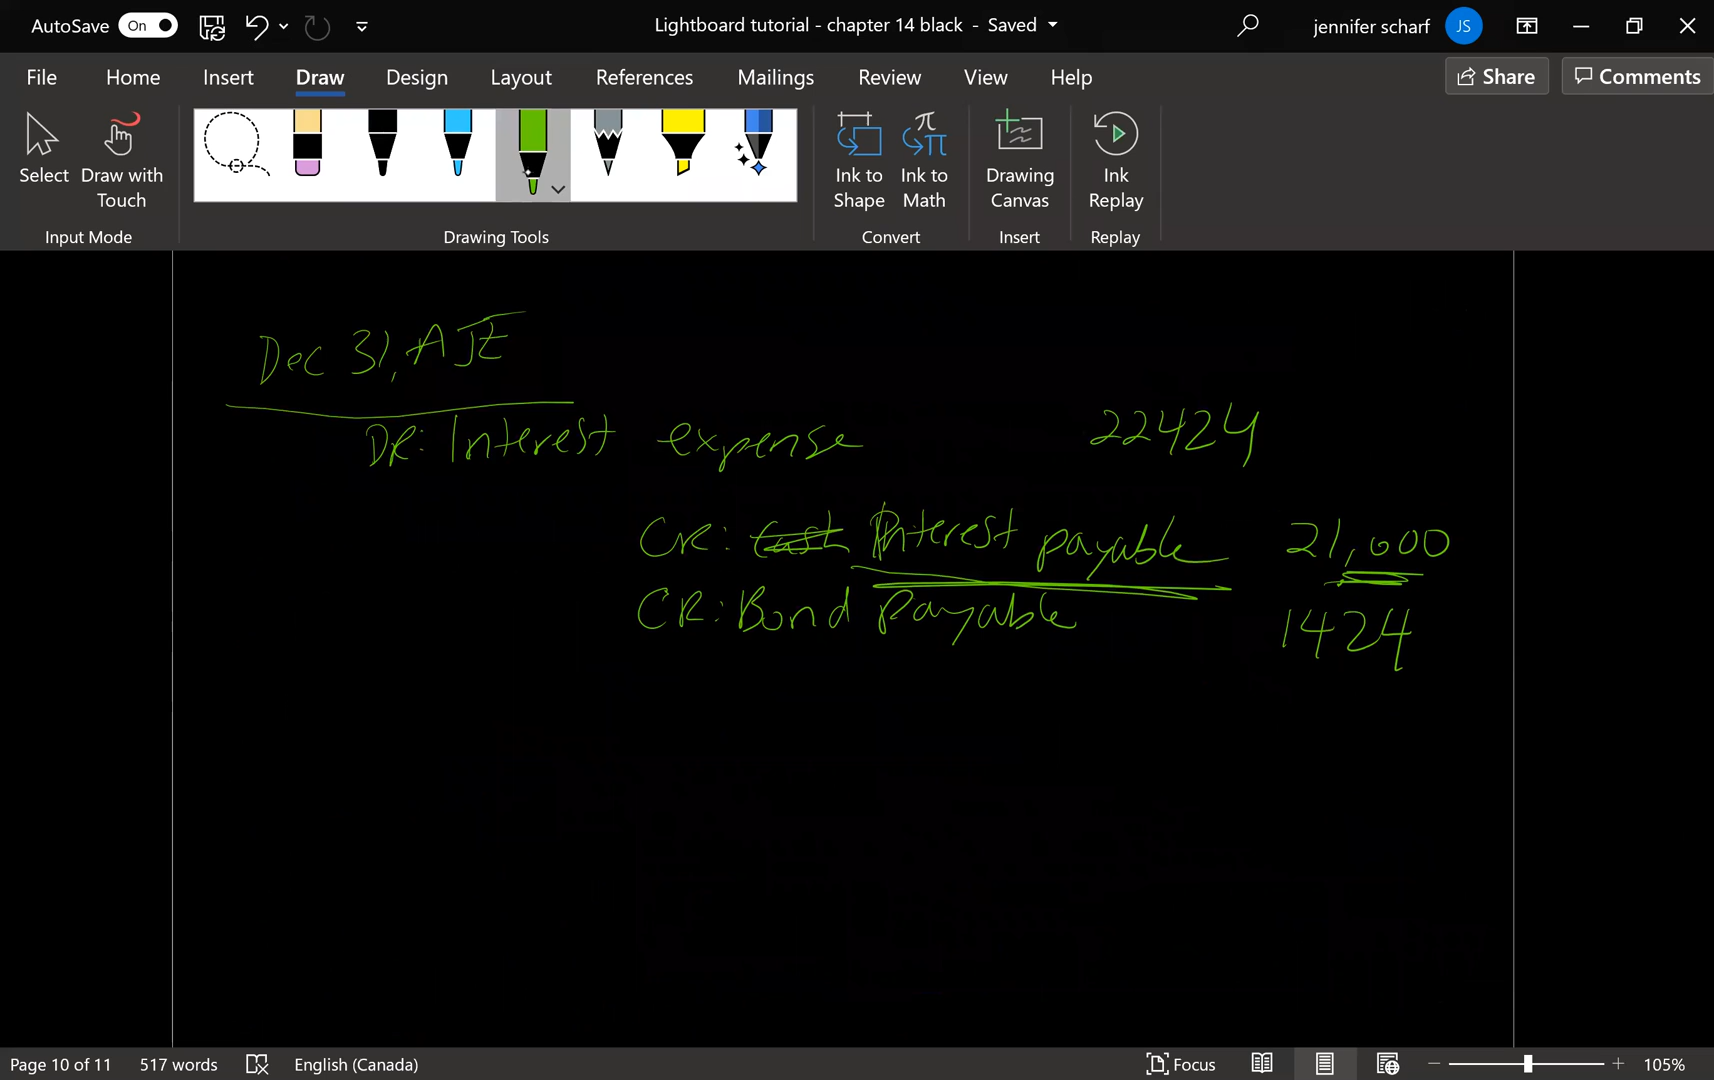 AutoSave On Lightboard tutorial - chapter 14 black - Saved jennifer scharf JS
File Home Insert Draw Design Layout References Mailings Review View Help Share Comments
Select Draw with Touch Ink to Shape Ink to Math Drawing Canvas Ink Replay
Input Mode Drawing Tools Convert Insert Replay
Dec 31, AJE
DR: Interest expense 22424
CR: Cash Interest payable 21,000
CR: Bond payable 1424
Page 10 of 11 517 words English (Canada) Focus 105%